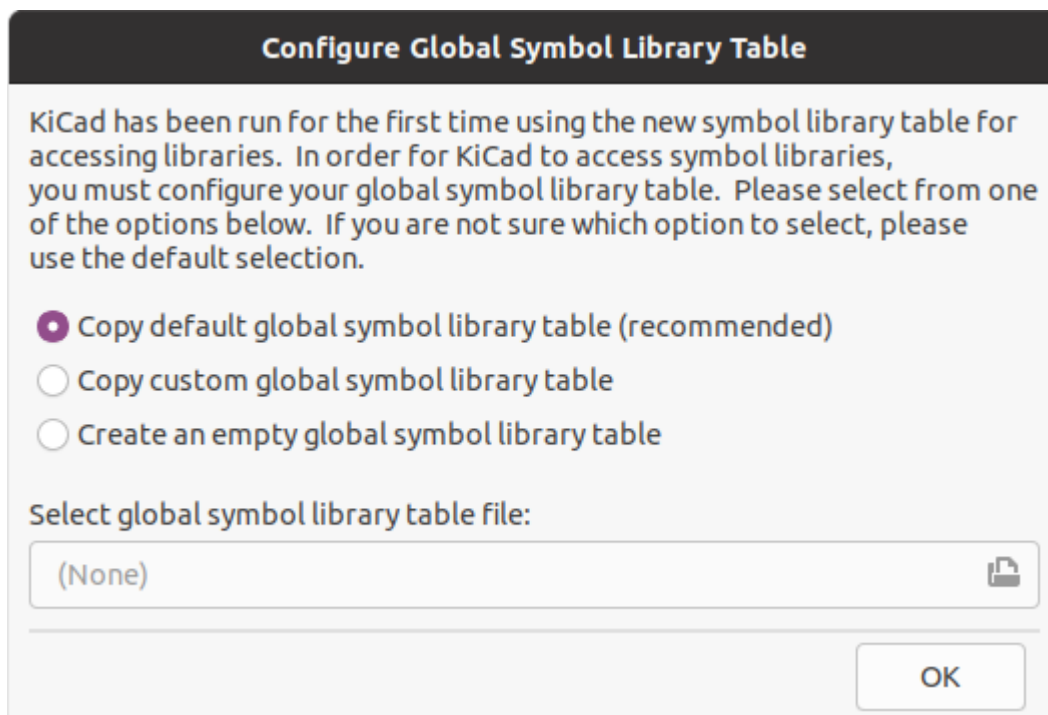 Configure Global Symbol Library Table
KiCad has been run for the first time using the new symbol library table for
accessing libraries.  In order for KiCad to access symbol libraries,
you must configure your global symbol library table.  Please select from one
of the options below.  If you are not sure which option to select, please
use the default selection.
Copy default global symbol library table (recommended)
Copy custom global symbol library table
Create an empty global symbol library table
Select global symbol library table file:
(None)
OK